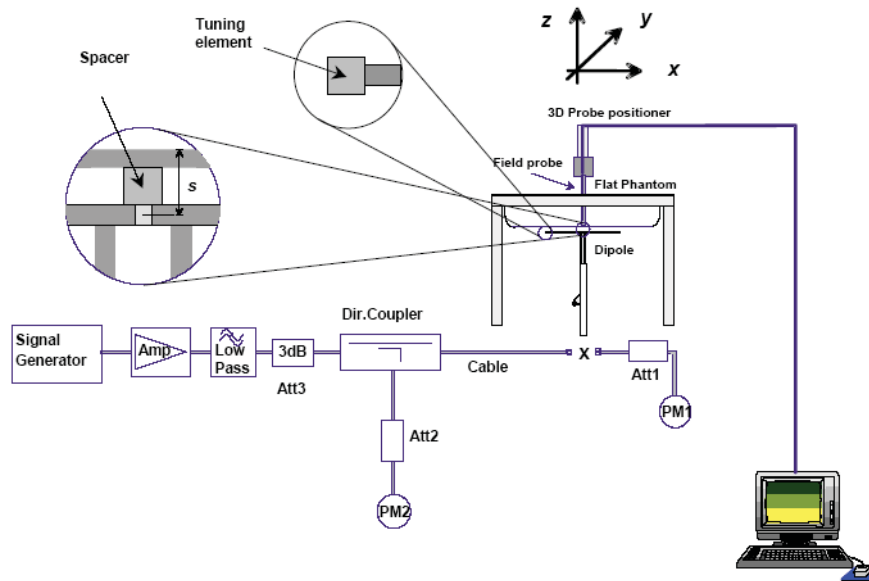 Tuning
element
Spacer
z
y
x
3D Probe positioner
Field probe
Flat Phantom
s
Dipole
Dir.Coupler
Signal
Generator
Amp
Low
Pass
3dB
Att3
Cable
X
Att1
PM1
Att2
PM2